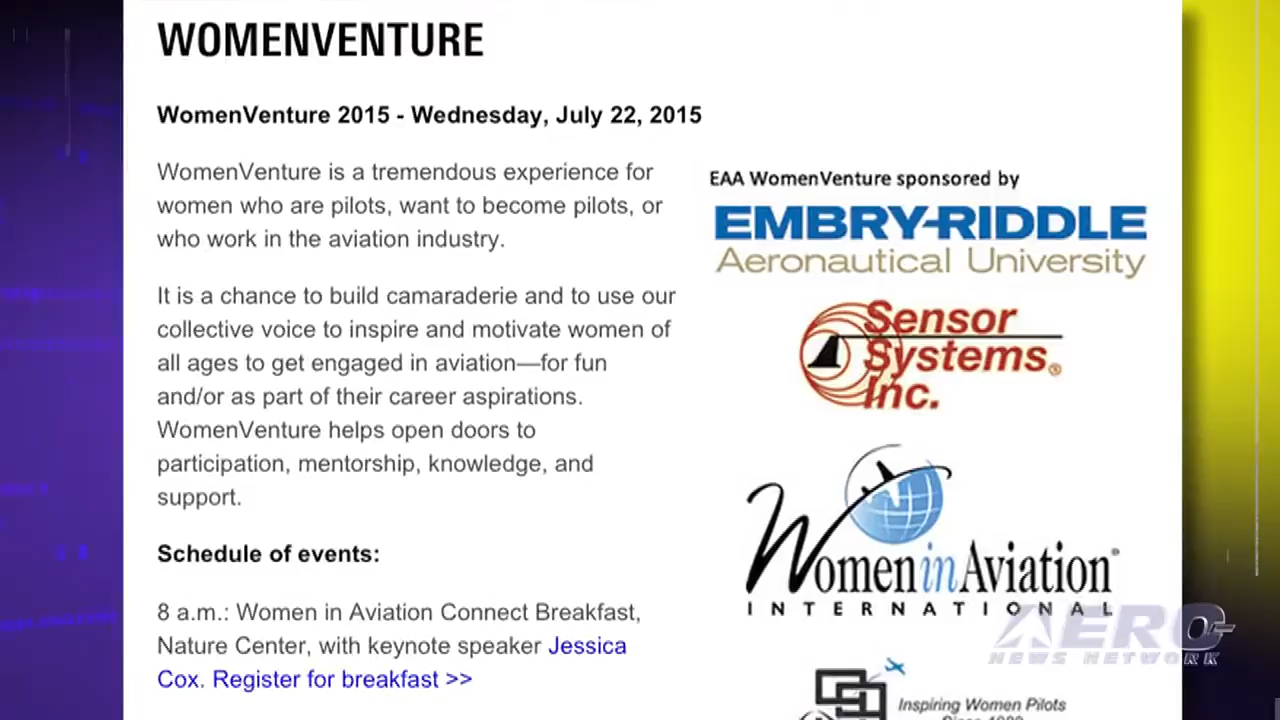 WOMENVENTURE
WomenVenture 2015 - Wednesday, July 22, 2015
WomenVenture is a tremendous experience for
women who are pilots, want to become pilots, or
who work in the aviation industry.
It is a chance to build camaraderie and to use our
collective voice to inspire and motivate women of
all ages to get engaged in aviation—for fun
and/or as part of their career aspirations.
WomenVenture helps open doors to
participation, mentorship, knowledge, and
support.
Schedule of events:
8 a.m.: Women in Aviation Connect Breakfast,
Nature Center, with keynote speaker Jessica
Cox. Register for breakfast >>
EAA WomenVenture sponsored by
EMBRY-RIDDLE
Aeronautical University
Sensor
Systems®
Inc.
Women in Aviation®
INTERNATIONAL
AERO
NEWS NETWORK
Inspiring Women Pilots